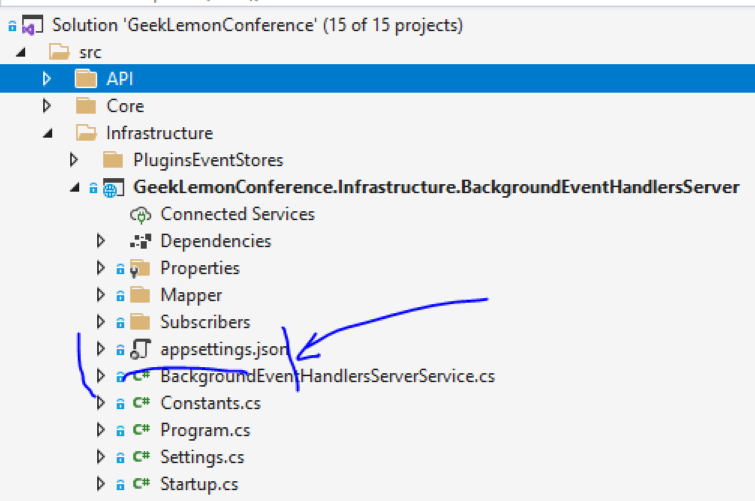 Solution 'GeekLemonConference' (15 of 15 projects)
src
API
Core
Infrastructure
PluginsEventStores
GeekLemonConference.Infrastructure.BackgroundEventHandlersServer
Connected Services
Dependencies
Properties
Mapper
Subscribers
appsettings.json
C# BackgroundEventHandlersServerService.cs
C# Constants.cs
C# Program.cs
C# Settings.cs
C# Startup.cs